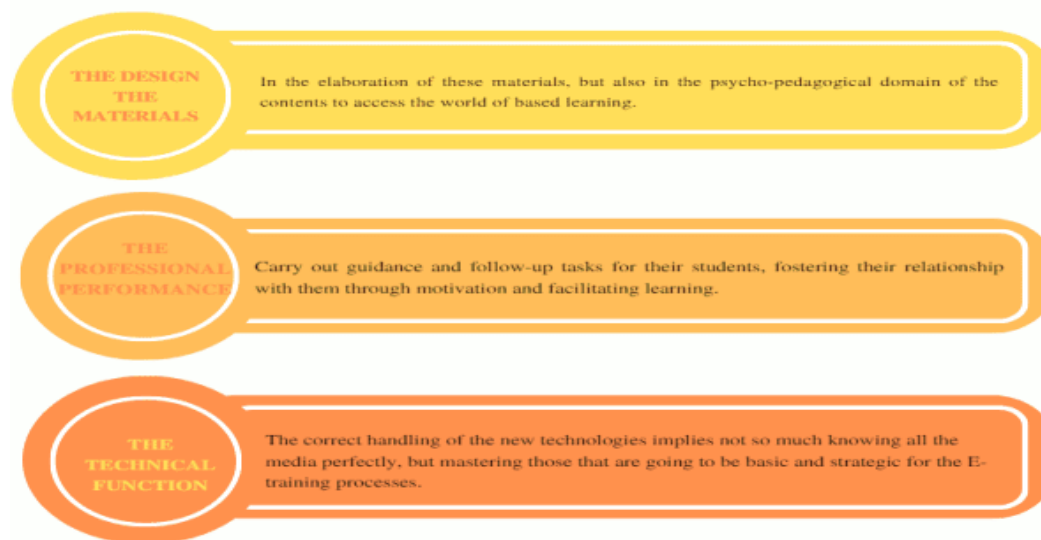 THE DESIGN
THE
MATERIALS
In the elaboration of these materials, but also in the psycho-pedagogical domain of the
contents to access the world of based learning.
THE
PROFESSIONAL
PERFORMANCE
Carry out guidance and follow-up tasks for their students, fostering their relationship
with them through motivation and facilitating learning.
THE
TECHNICAL
FUNCTION
The correct handling of the new technologies implies not so much knowing all the
media perfectly, but mastering those that are going to be basic and strategic for the E-
training processes.